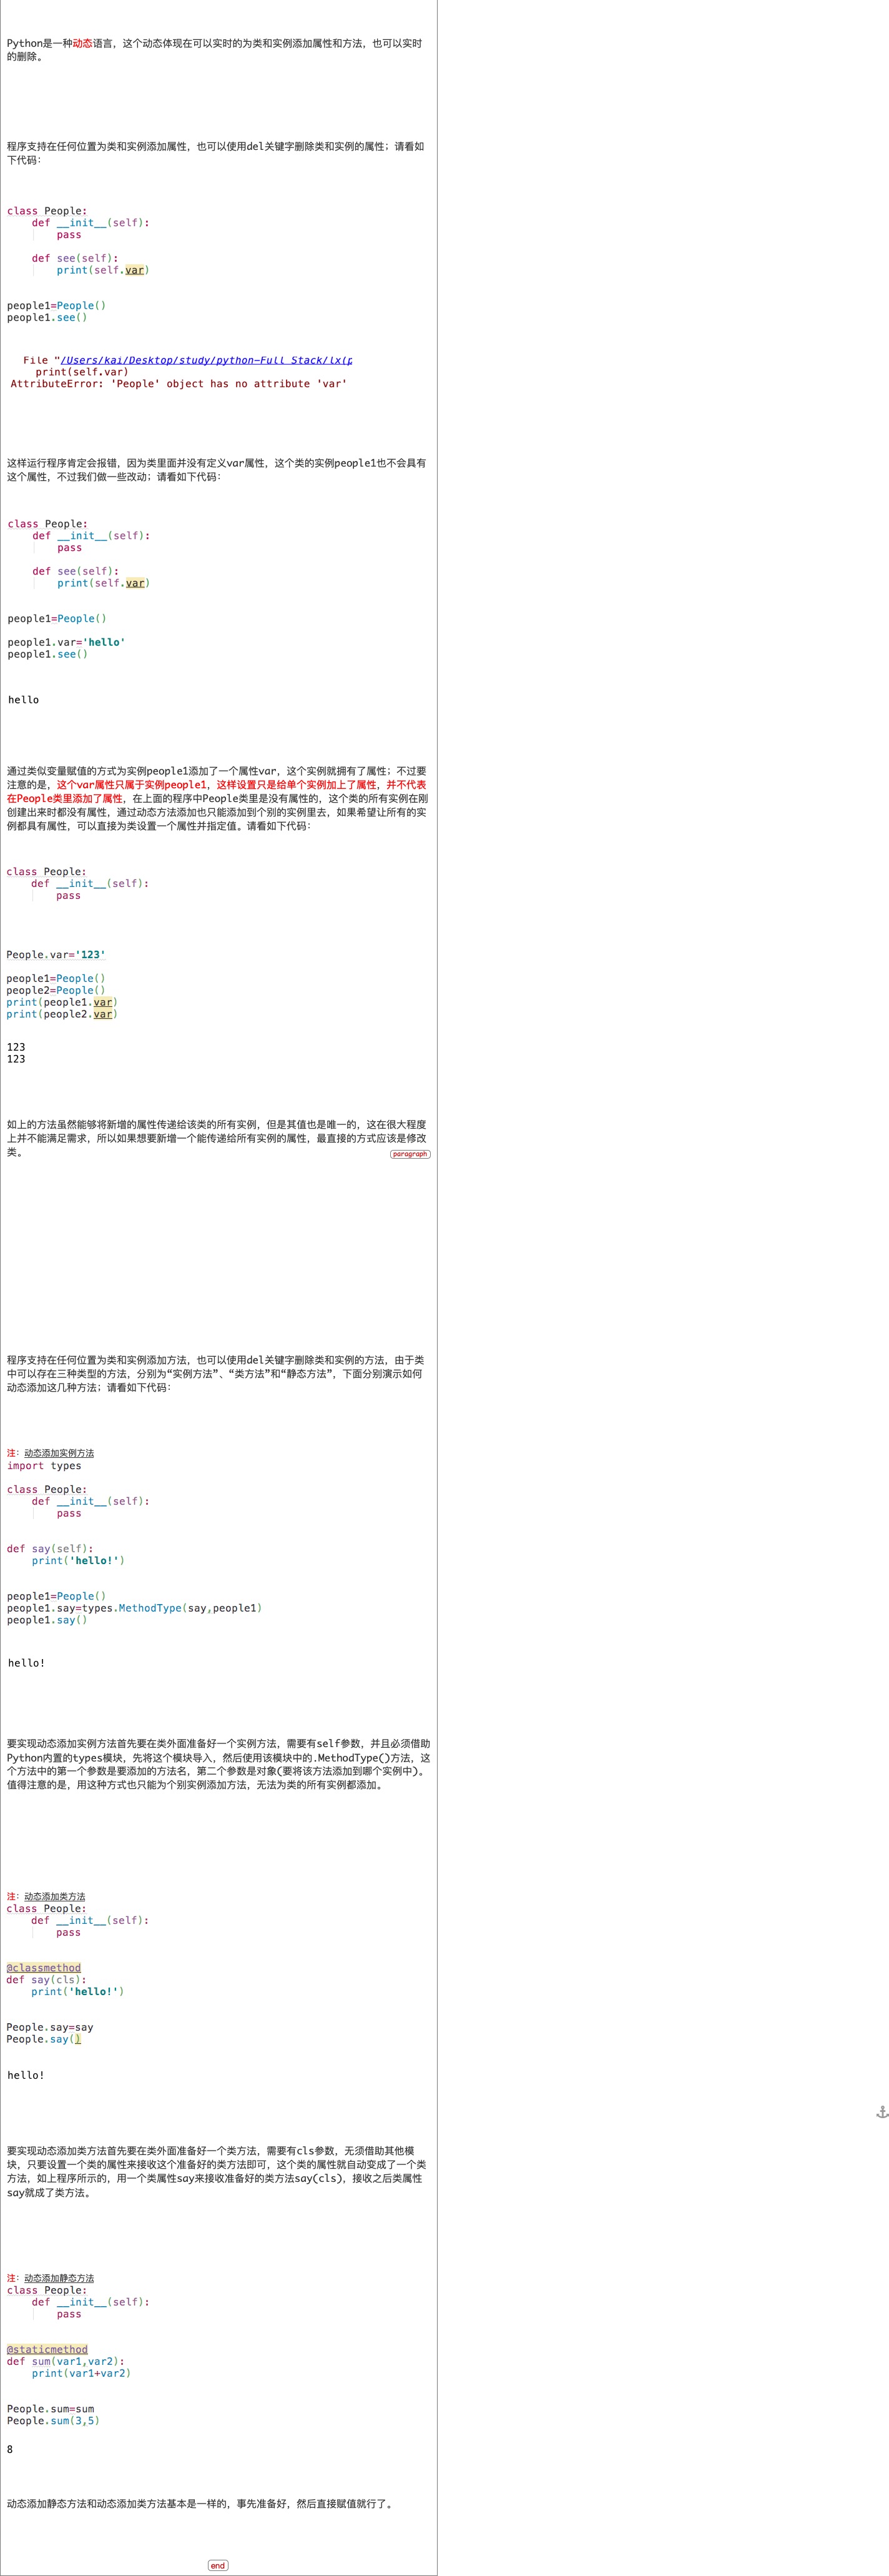 Python是一种动态语言，这个动态体现在可以实时的为类和实例添加属性和方法，也可以实时
的删除。
程序支持在任何位置为类和实例添加属性，也可以使用del关键字删除类和实例的属性；请看如
下代码：
class People:
    def __init__(self):
        pass
    def see(self):
        print(self.var)
people1=People()
people1.see()
File "/Users/kai/Desktop/study/python-Full Stack/lx(p
    print(self.var)
AttributeError: 'People' object has no attribute 'var'
这样运行程序肯定会报错，因为类里面并没有定义var属性，这个类的实例people1也不会具有
这个属性，不过我们做一些改动；请看如下代码：
class People:
    def __init__(self):
        pass
    def see(self):
        print(self.var)
people1=People()
people1.var='hello'
people1.see()
hello
通过类似变量赋值的方式为实例people1添加了一个属性var，这个实例就拥有了属性；不过要
注意的是，这个var属性只属于实例people1，这样设置只是给单个实例加上了属性，并不代表
在People类里添加了属性，在上面的程序中People类里是没有属性的，这个类的所有实例在刚
创建出来时都没有属性，通过动态方法添加也只能添加到个别的实例里去，如果希望让所有的实
例都具有属性，可以直接为类设置一个属性并指定值。请看如下代码：
class People:
    def __init__(self):
        pass
People.var='123'
people1=People()
people2=People()
print(people1.var)
print(people2.var)
123
123
如上的方法虽然能够将新增的属性传递给该类的所有实例，但是其值也是唯一的，这在很大程度
上并不能满足需求，所以如果想要新增一个能传递给所有实例的属性，最直接的方式应该是修改
类。
paragraph
程序支持在任何位置为类和实例添加方法，也可以使用del关键字删除类和实例的方法，由于类
中可以存在三种类型的方法，分别为“实例方法”、“类方法”和“静态方法”，下面分别演示如何
动态添加这几种方法；请看如下代码：
注：动态添加实例方法
import types
class People:
    def __init__(self):
        pass
def say(self):
    print('hello!')
people1=People()
people1.say=types.MethodType(say,people1)
people1.say()
hello!
要实现动态添加实例方法首先要在类外面准备好一个实例方法，需要有self参数，并且必须借助
Python内置的types模块，先将这个模块导入，然后使用该模块中的.MethodType()方法，这
个方法中的第一个参数是要添加的方法名，第二个参数是对象(要将该方法添加到哪个实例中)。
值得注意的是，用这种方式也只能为个别实例添加方法，无法为类的所有实例都添加。
注：动态添加类方法
class People:
    def __init__(self):
        pass
@classmethod
def say(cls):
    print('hello!')
People.say=say
People.say()
hello!
要实现动态添加类方法首先要在类外面准备好一个类方法，需要有cls参数，无须借助其他模
块，只要设置一个类的属性来接收这个准备好的类方法即可，这个类的属性就自动变成了一个类
方法，如上程序所示的，用一个类属性say来接收准备好的类方法say(cls)，接收之后类属性
say就成了类方法。
注：动态添加静态方法
class People:
    def __init__(self):
        pass
@staticmethod
def sum(var1,var2):
    print(var1+var2)
People.sum=sum
People.sum(3,5)
8
动态添加静态方法和动态添加类方法基本是一样的，事先准备好，然后直接赋值就行了。
end